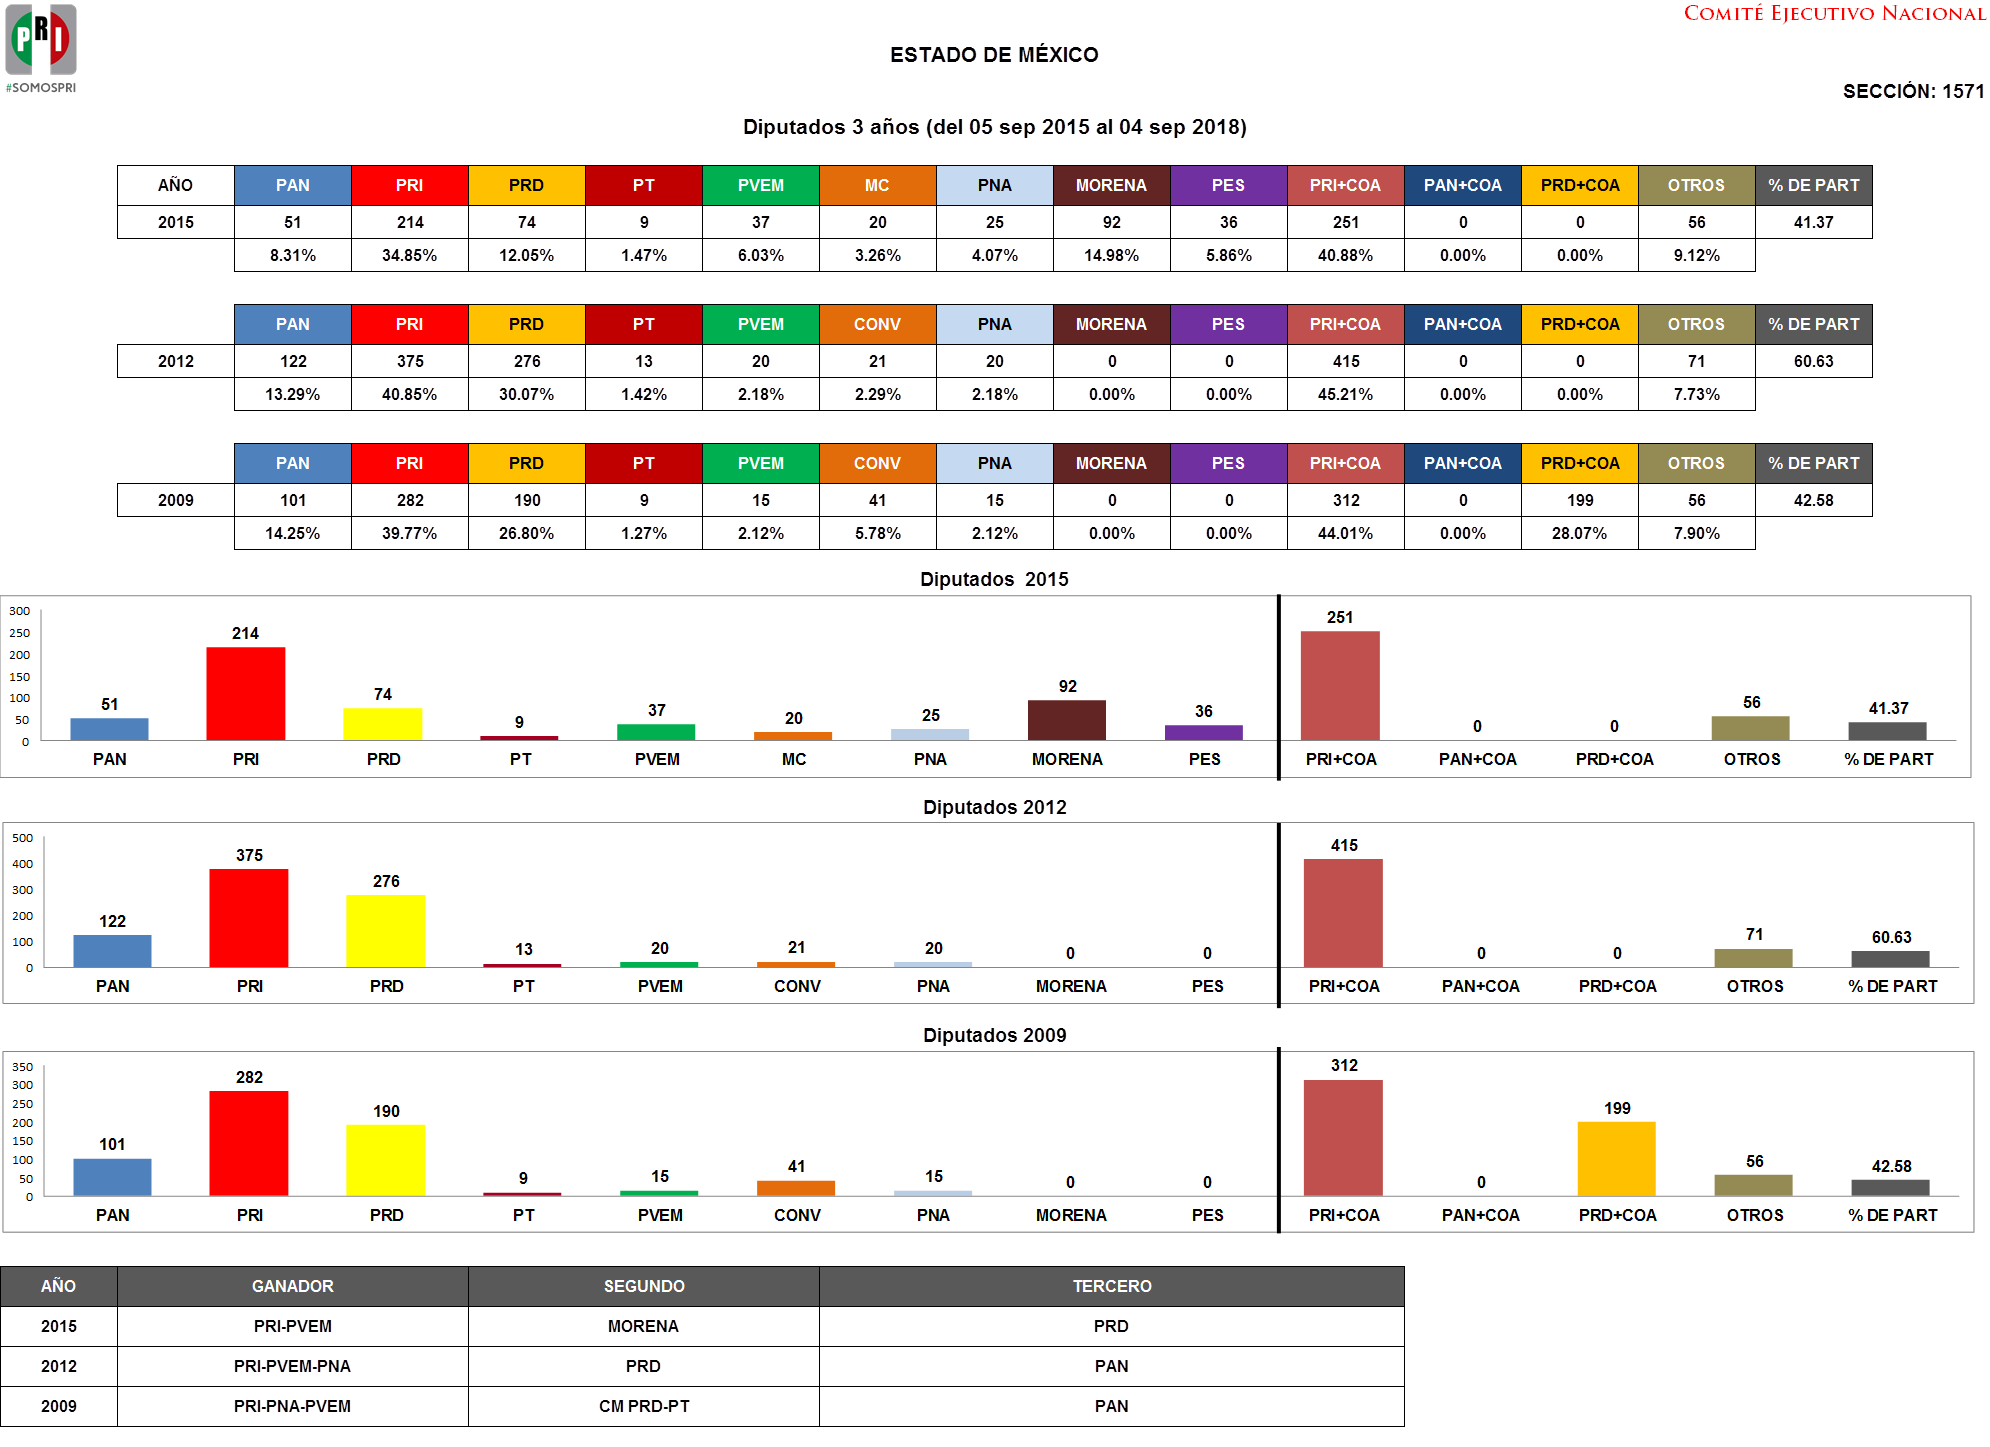 PRI
#SOMOSPRI
COMITÉ EJECUTIVO NACIONAL
ESTADO DE MÉXICO
SECCIÓN: 1571
Diputados 3 años (del 05 sep 2015 al 04 sep 2018)
AÑO PAN PRI PRD PT PVEM MC PNA MORENA PES PRI+COA PAN+COA PRD+COA OTROS % DE PART
2015 51 214 74 9 37 20 25 92 36 251 0 0 56 41.37
8.31% 34.85% 12.05% 1.47% 6.03% 3.26% 4.07% 14.98% 5.86% 40.88% 0.00% 0.00% 9.12%
PAN PRI PRD PT PVEM CONV PNA MORENA PES PRI+COA PAN+COA PRD+COA OTROS % DE PART
2012 122 375 276 13 20 21 20 0 0 415 0 0 71 60.63
13.29% 40.85% 30.07% 1.42% 2.18% 2.29% 2.18% 0.00% 0.00% 45.21% 0.00% 0.00% 7.73%
PAN PRI PRD PT PVEM CONV PNA MORENA PES PRI+COA PAN+COA PRD+COA OTROS % DE PART
2009 101 282 190 9 15 41 15 0 0 312 0 199 56 42.58
14.25% 39.77% 26.80% 1.27% 2.12% 5.78% 2.12% 0.00% 0.00% 44.01% 0.00% 28.07% 7.90%
Diputados 2015
300
250
200
150
100
50
0
51 214 74 9 37 20 25 92 36 251 0 0 56 41.37
PAN PRI PRD PT PVEM MC PNA MORENA PES PRI+COA PAN+COA PRD+COA OTROS % DE PART
Diputados 2012
500
400
300
200
100
0
122 375 276 13 20 21 20 0 0 415 0 0 71 60.63
PAN PRI PRD PT PVEM CONV PNA MORENA PES PRI+COA PAN+COA PRD+COA OTROS % DE PART
Diputados 2009
350
300
250
200
150
100
50
0
101 282 190 9 15 41 15 0 0 312 0 199 56 42.58
PAN PRI PRD PT PVEM CONV PNA MORENA PES PRI+COA PAN+COA PRD+COA OTROS % DE PART
AÑO GANADOR SEGUNDO TERCERO
2015 PRI-PVEM MORENA PRD
2012 PRI-PVEM-PNA PRD PAN
2009 PRI-PNA-PVEM CM PRD-PT PAN